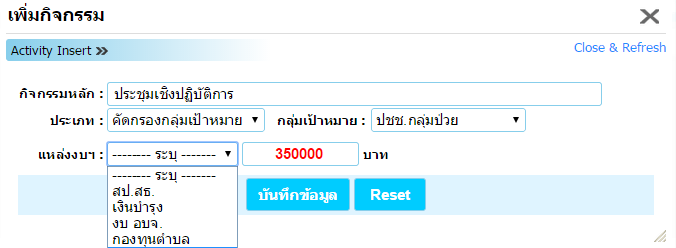 เพิ่มกิจกรรม
Activity Insert Close & Refresh
กิจกรรมหลัก : ประชุมเชิงปฏิบัติการ
ประเภท : คัดกรองกลุ่มเป้าหมาย กลุ่มเป้าหมาย : ปชช.กลุ่มป่วย
แหล่งงบฯ : -------- ระบุ ------- 350000 บาท
-------- ระบุ -------
สป.สธ.
เงินบำรุง
งบ อบจ.
กองทุนตำบล
บันทึกข้อมูล Reset